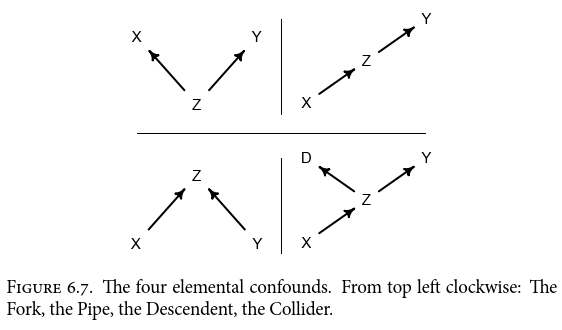 X
Y
Z
Y
Z
X
Z
X
Y
D
Y
Z
X
FIGURE 6.7. The four elemental confounds. From top left clockwise: The
Fork, the Pipe, the Descendent, the Collider.